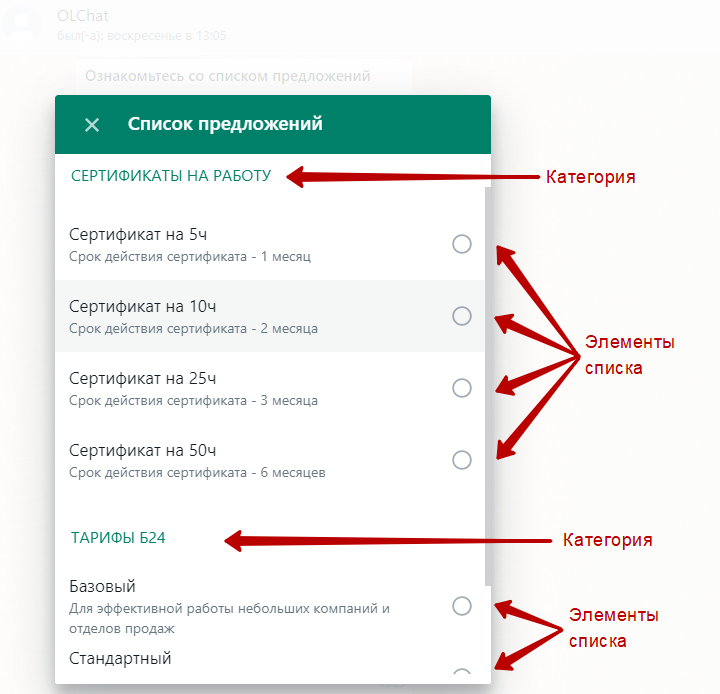 OLChat
был(-а): воскресенье в 13:05
Ознакомьтесь со списком предложений
Список предложений
СЕРТИФИКАТЫ НА РАБОТУ
Категория
Сертификат на 5ч
Срок действия сертификата - 1 месяц
Сертификат на 10ч
Срок действия сертификата - 2 месяца
Элементы
списка
Сертификат на 25ч
Срок действия сертификата - 3 месяца
Сертификат на 50ч
Срок действия сертификата - 6 месяцев
ТАРИФЫ Б24
Категория
Базовый
Для эффективной работы небольших компаний и
отделов продаж
Элементы
списка
Стандартный